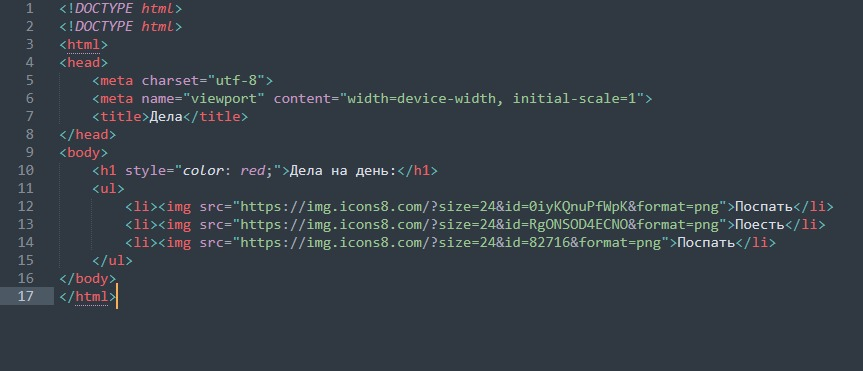 1 <!DOCTYPE html>
2 <!DOCTYPE html>
3 <html>
4 <head>
5     <meta charset="utf-8">
6     <meta name="viewport" content="width=device-width, initial-scale=1">
7     <title>Дела</title>
8 </head>
9 <body>
10     <h1 style="color: red;">Дела на день:</h1>
11     <ul>
12         <li><img src="https://img.icons8.com/?size=24&id=0iyKQnuPfWpK&format=png">Поспать</li>
13         <li><img src="https://img.icons8.com/?size=24&id=RgONSOD4ECNO&format=png">Поесть</li>
14         <li><img src="https://img.icons8.com/?size=24&id=82716&format=png">Поспать</li>
15     </ul>
16 </body>
17 </html>